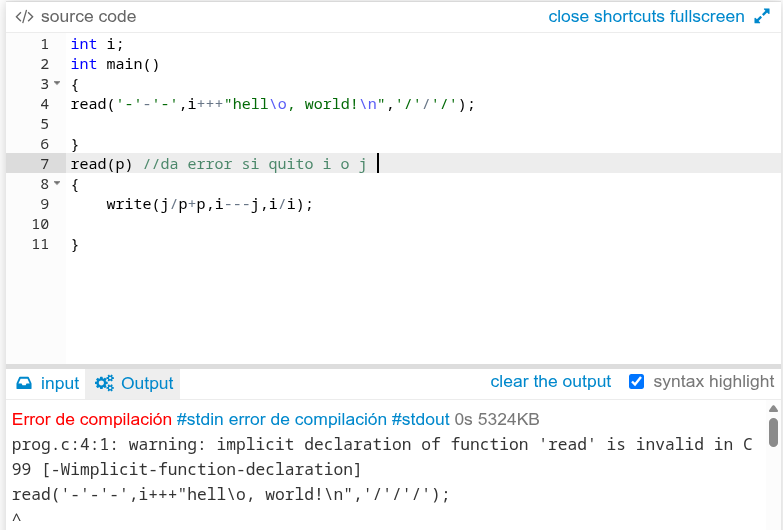 </> source code close shortcuts fullscreen
1 int i;
2 int main()
3 {
4 read('-'-'-',i+++"hell\o, world!\n",'/'/'/');
5
6 }
7 read(p) //da error si quito i o j
8 {
9 write(j/p+p,i---j,i/i);
10
11 }
input Output clear the output syntax highlight
Error de compilación #stdin error de compilación #stdout 0s 5324KB
prog.c:4:1: warning: implicit declaration of function 'read' is invalid in C
99 [-Wimplicit-function-declaration]
read('-'-'-',i+++"hell\o, world!\n",'/'/'/');
^